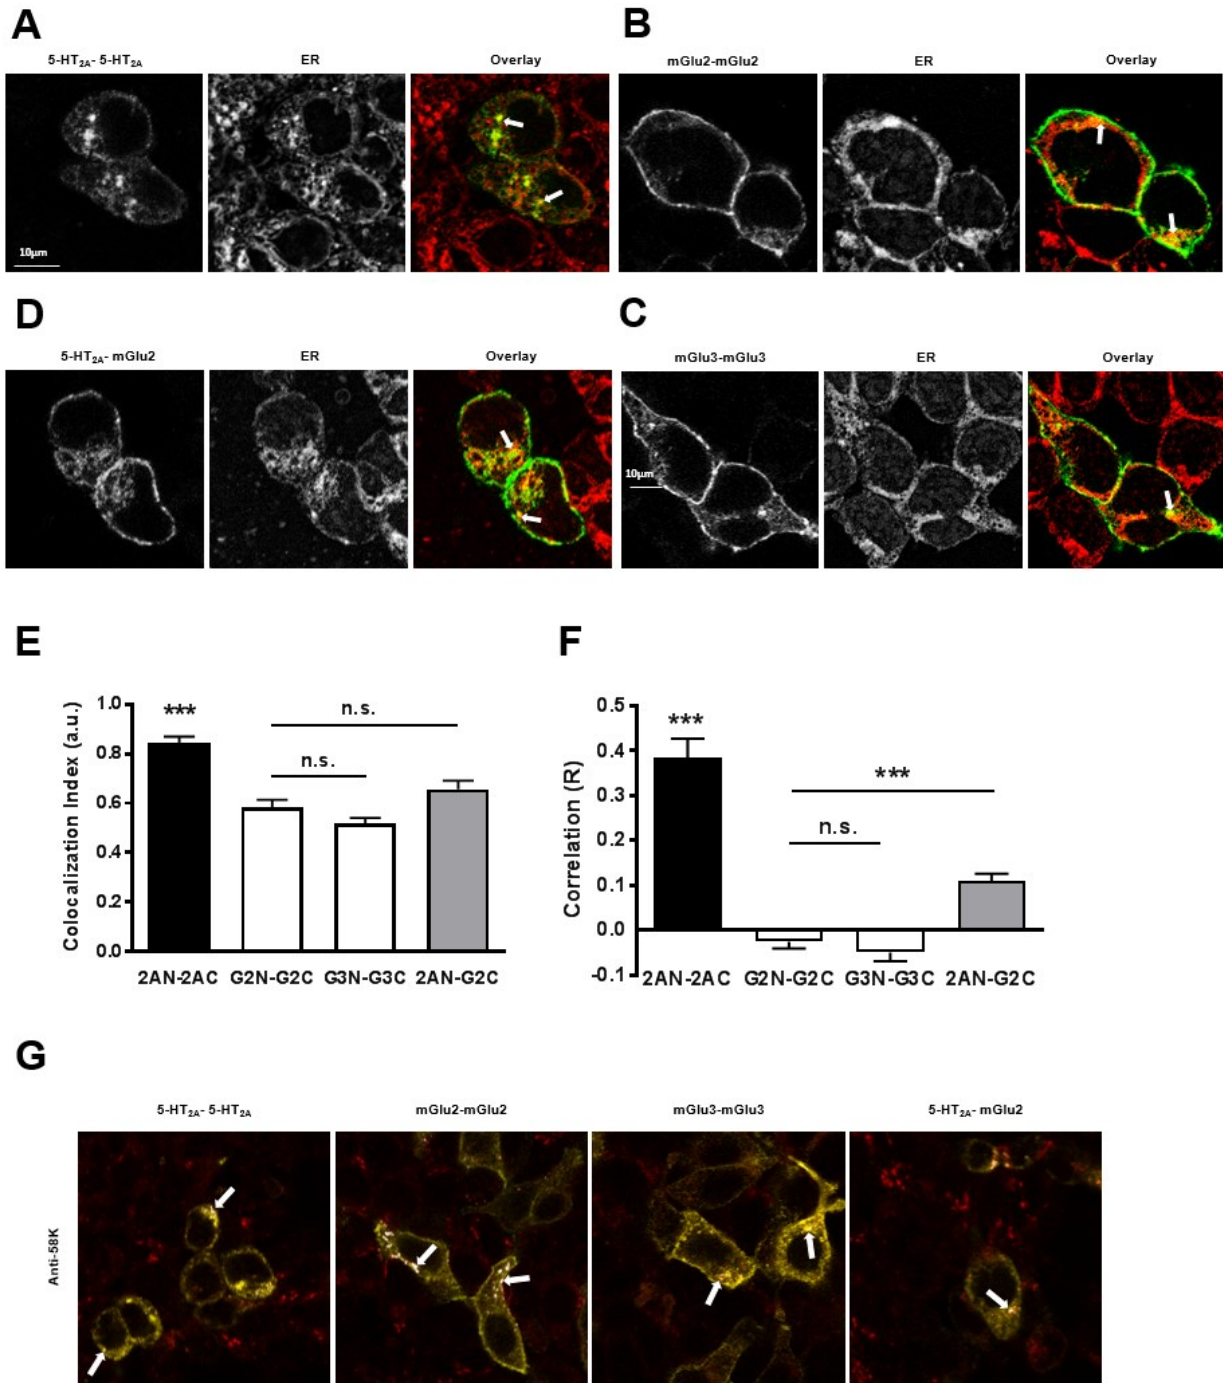 A
B
5-HT2A- 5-HT2A ER Overlay
mGlu2-mGlu2 ER Overlay
10μm
D
C
5-HT2A- mGlu2 ER Overlay
mGlu3-mGlu3 ER Overlay
10μm
E
F
Colocalization Index (a.u.)
1.0
0.8
0.6
0.4
0.2
0.0
***
n.s.
n.s.
2AN-2AC G2N-G2C G3N-G3C 2AN-G2C
Correlation (R)
0.5
0.4
0.3
0.2
0.1
0.0
-0.1
***
***
n.s.
2AN-2AC G2N-G2C G3N-G3C 2AN-G2C
G
5-HT2A- 5-HT2A mGlu2-mGlu2 mGlu3-mGlu3 5-HT2A- mGlu2
Anti-58K